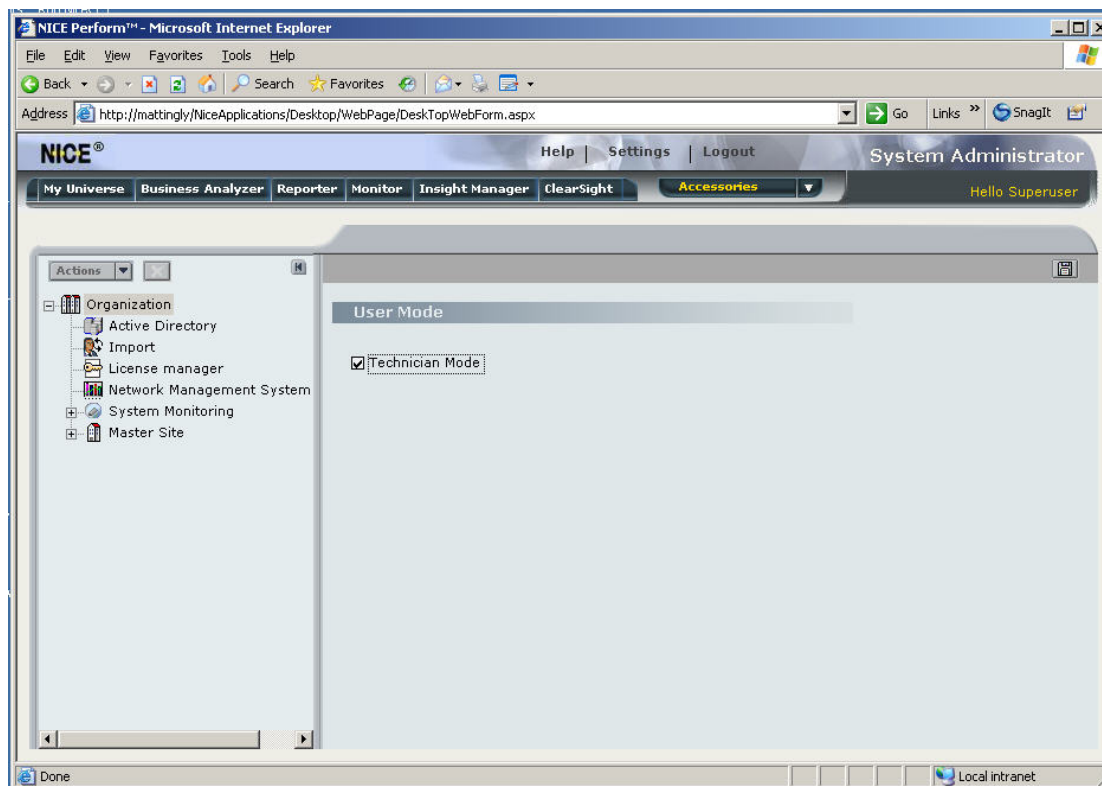 NICE Perform™ - Microsoft Internet Explorer
File Edit View Favorites Tools Help
Back Search Favorites
Address http://mattingly/NiceApplications/Desktop/WebPage/DeskTopWebForm.aspx Go Links » SnagIt
NICE® Help | Settings | Logout System Administrator
My Universe Business Analyzer Reporter Monitor Insight Manager ClearSight Accessories Hello Superuser
Actions
Organization
User Mode
Active Directory
Import
Technician Mode
License manager
Network Management System
System Monitoring
Master Site
Done Local intranet